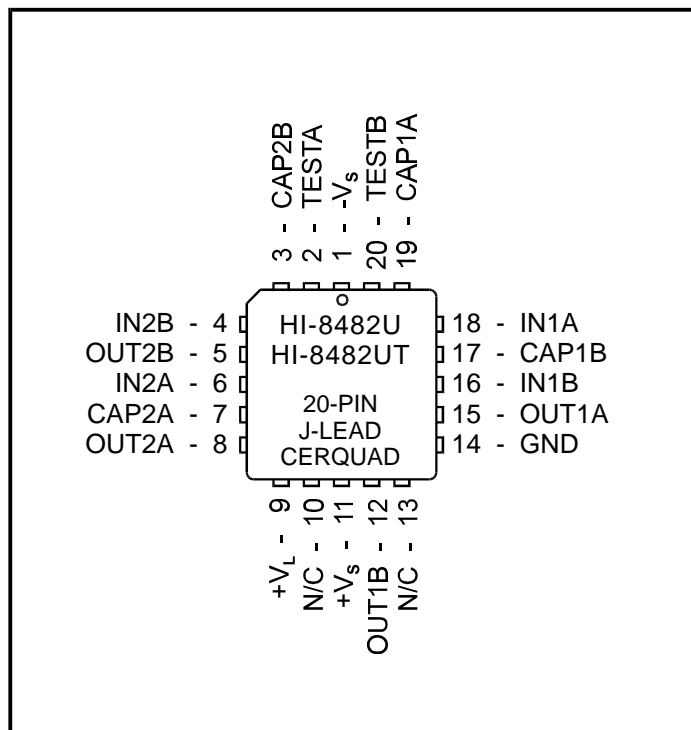 3 - CAP2B
2 - TESTA
1 - -VS
20 - TESTB
19 - CAP1A
IN2B - 4
OUT2B - 5
IN2A - 6
CAP2A - 7
OUT2A - 8
HI-8482U
HI-8482UT
20-PIN
J-LEAD
CERQUAD
18 - IN1A
17 - CAP1B
16 - IN1B
15 - OUT1A
14 - GND
+VL - 9
N/C - 10
+VS - 11
OUT1B - 12
N/C - 13